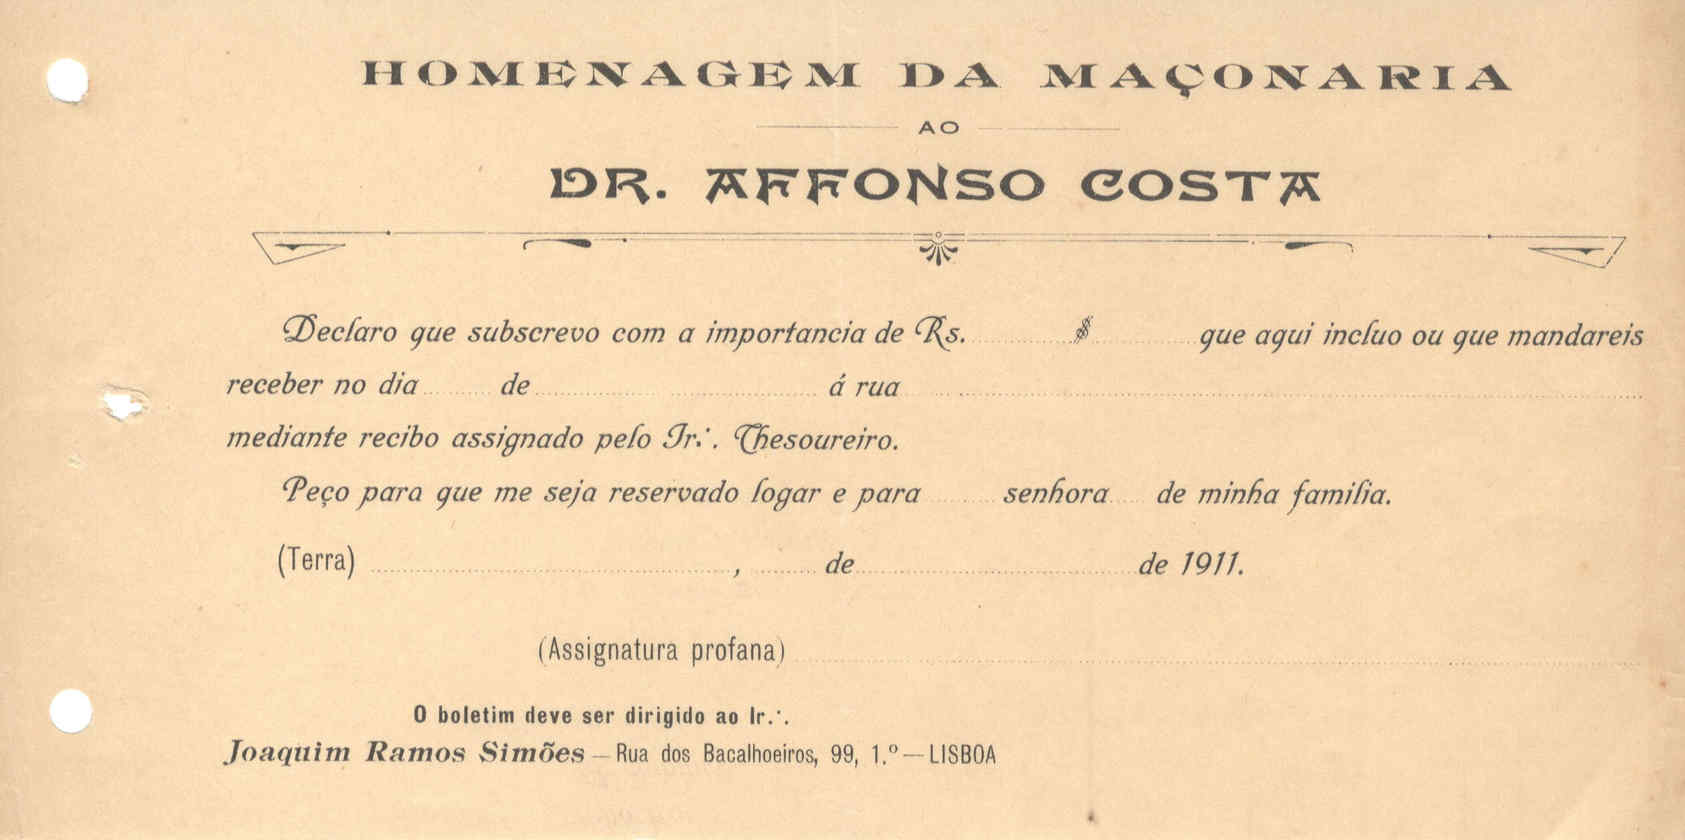 HOMENAGEM DA MAÇONARIA
AO
DR. AFFONSO COSTA
Declaro que subscrevo com a importancia de Rs. $ que aqui incluo ou que mandareis
receber no dia de á rua
mediante recibo assignado pelo Ir∴ Thesoureiro.
Peço para que me seja reservado logar e para senhora de minha familia.
(Terra) , de de 1911.
(Assignatura profana)
O boletim deve ser dirigido ao Ir∴
Joaquim Ramos Simões — Rua dos Bacalhoeiros, 99, 1.º — LISBOA